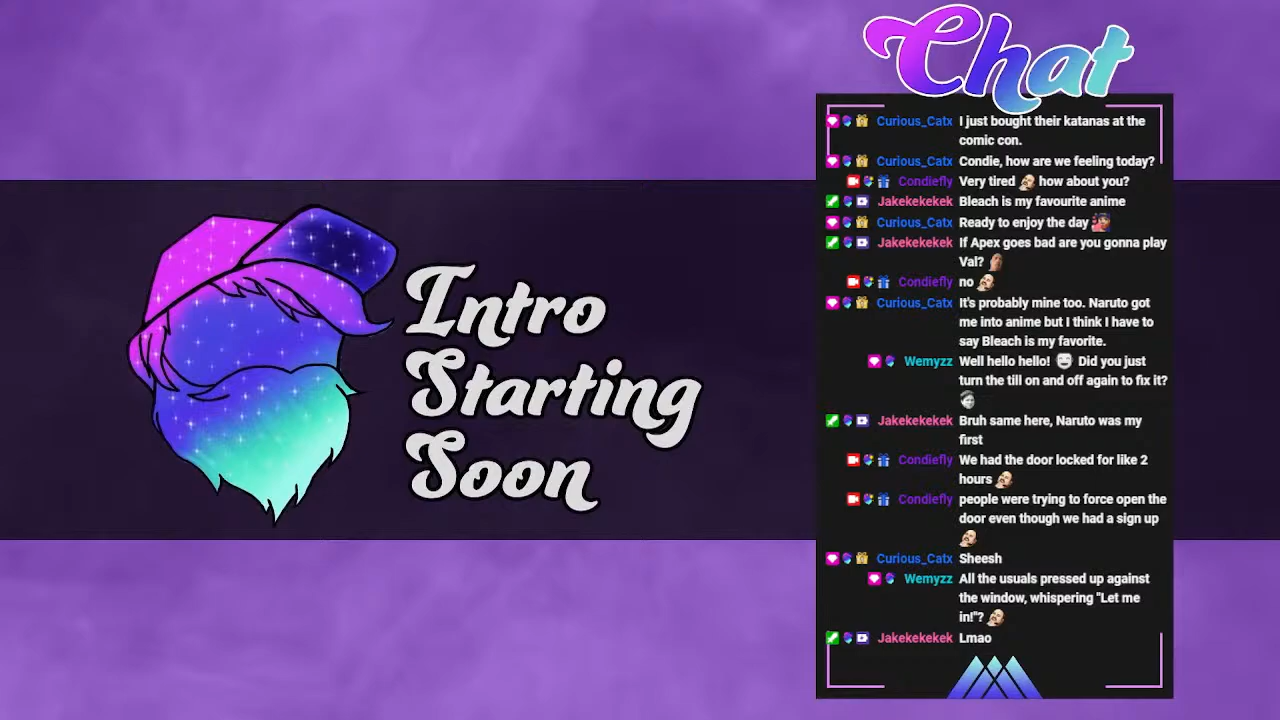 Chat
Intro
Starting
Soon
Curious_Catx I just bought their katanas at the
comic con.
Curious_Catx Condie, how are we feeling today?
Condiefly Very tired how about you?
Jakekekekek Bleach is my favourite anime
Curious_Catx Ready to enjoy the day
Jakekekekek If Apex goes bad are you gonna play
Val?
Condiefly no
Curious_Catx It's probably mine too. Naruto got
me into anime but I think I have to
say Bleach is my favorite.
Wemyzz Well hello hello! Did you just
turn the till on and off again to fix it?
Jakekekekek Bruh same here, Naruto was my
first
Condiefly We had the door locked for like 2
hours
Condiefly people were trying to force open the
door even though we had a sign up
Curious_Catx Sheesh
Wemyzz All the usuals pressed up against
the window, whispering "Let me
in!"?
Jakekekekek Lmao